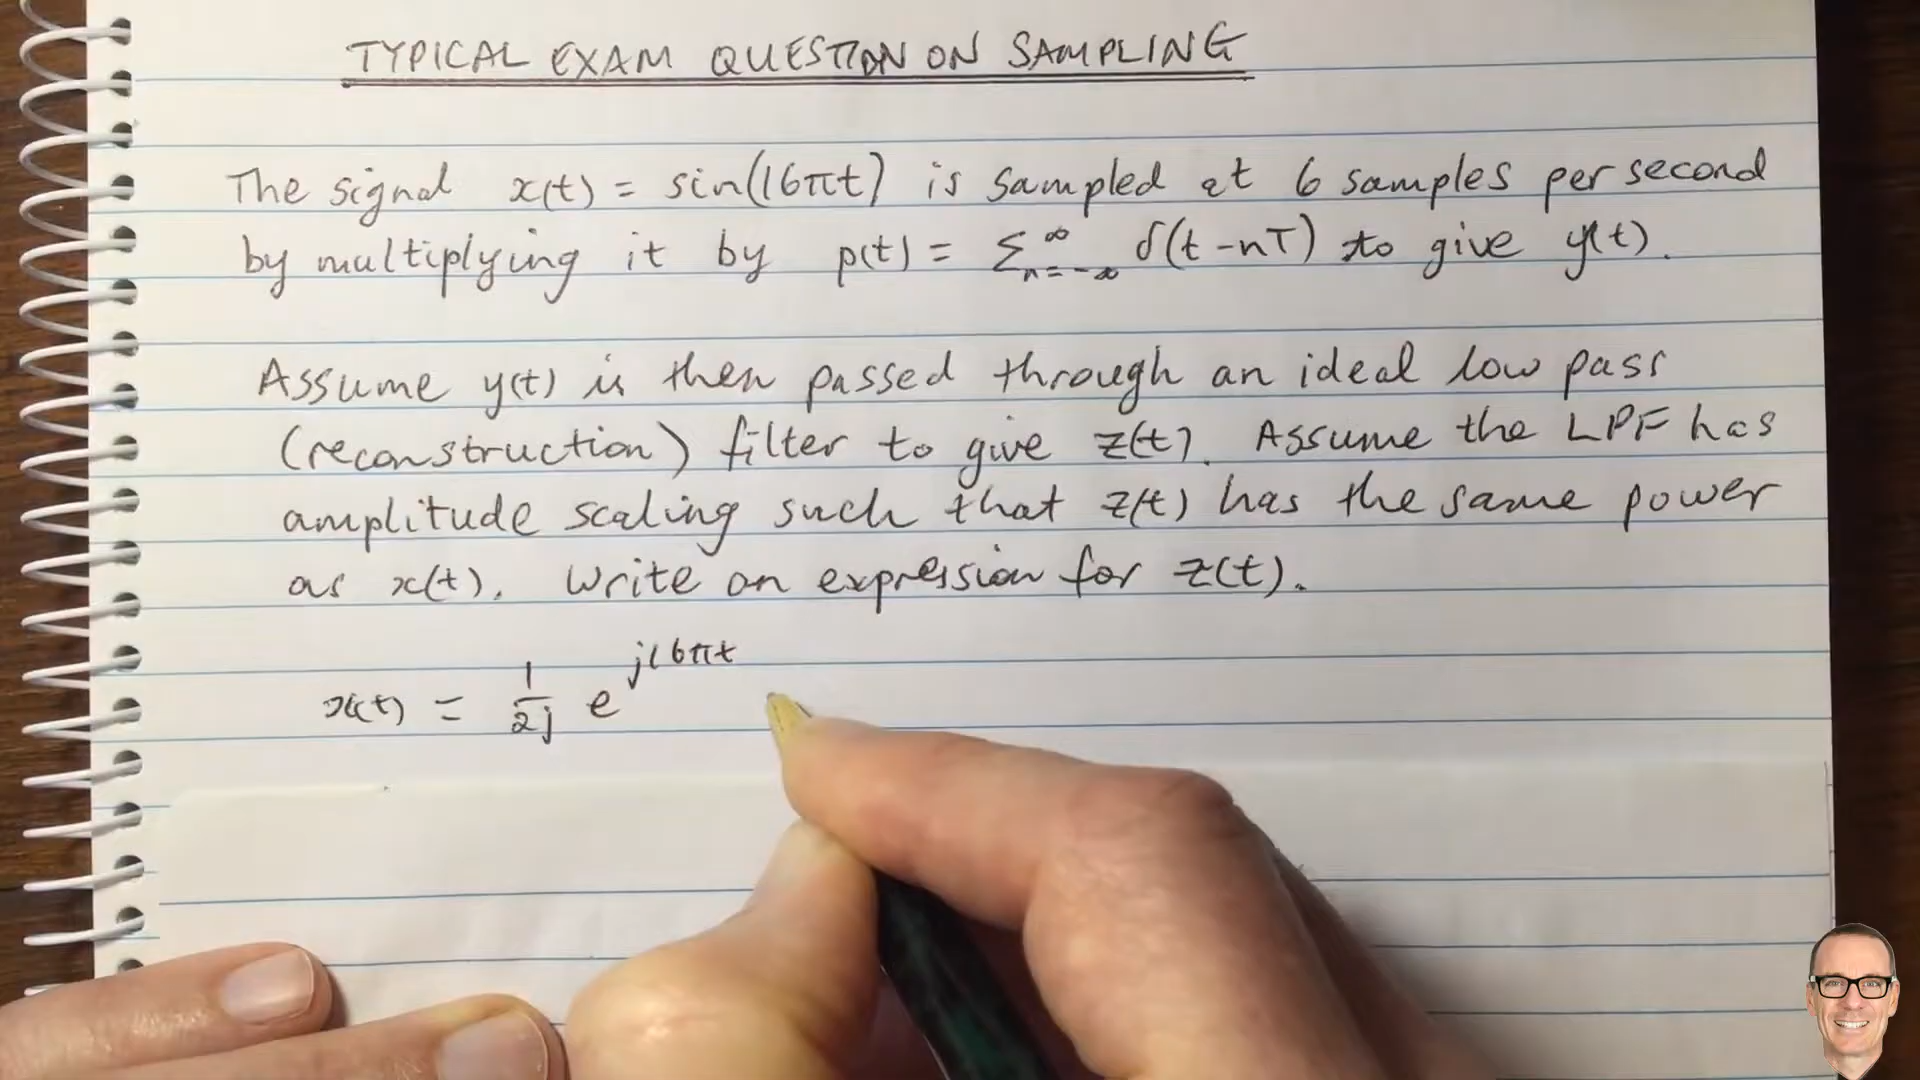 TYPICAL EXAM QUESTION ON SAMPLING
The signal x(t) = sin(16πt) is sampled at 6 samples per second
by multiplying it by p(t) = Σ_{n=-∞}^{∞} δ(t-nT) to give y(t).
Assume y(t) is then passed through an ideal low pass
(reconstruction) filter to give z(t). Assume the LPF has
amplitude scaling such that z(t) has the same power
as x(t). Write an expression for z(t).
x(t) = \frac{1}{2j} e^{j16πt}